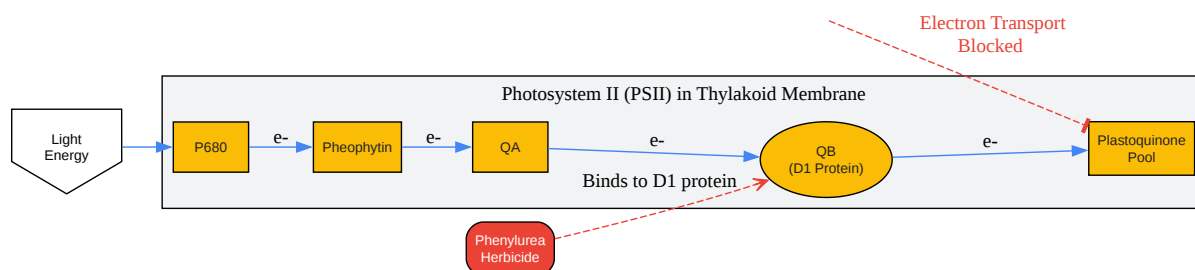 Electron Transport
Blocked
Photosystem II (PSII) in Thylakoid Membrane
Light
Energy
P680
e-
Pheophytin
e-
QA
e-
QB
(D1 Protein)
e-
Plastoquinone
Pool
Binds to D1 protein
Phenylurea
Herbicide